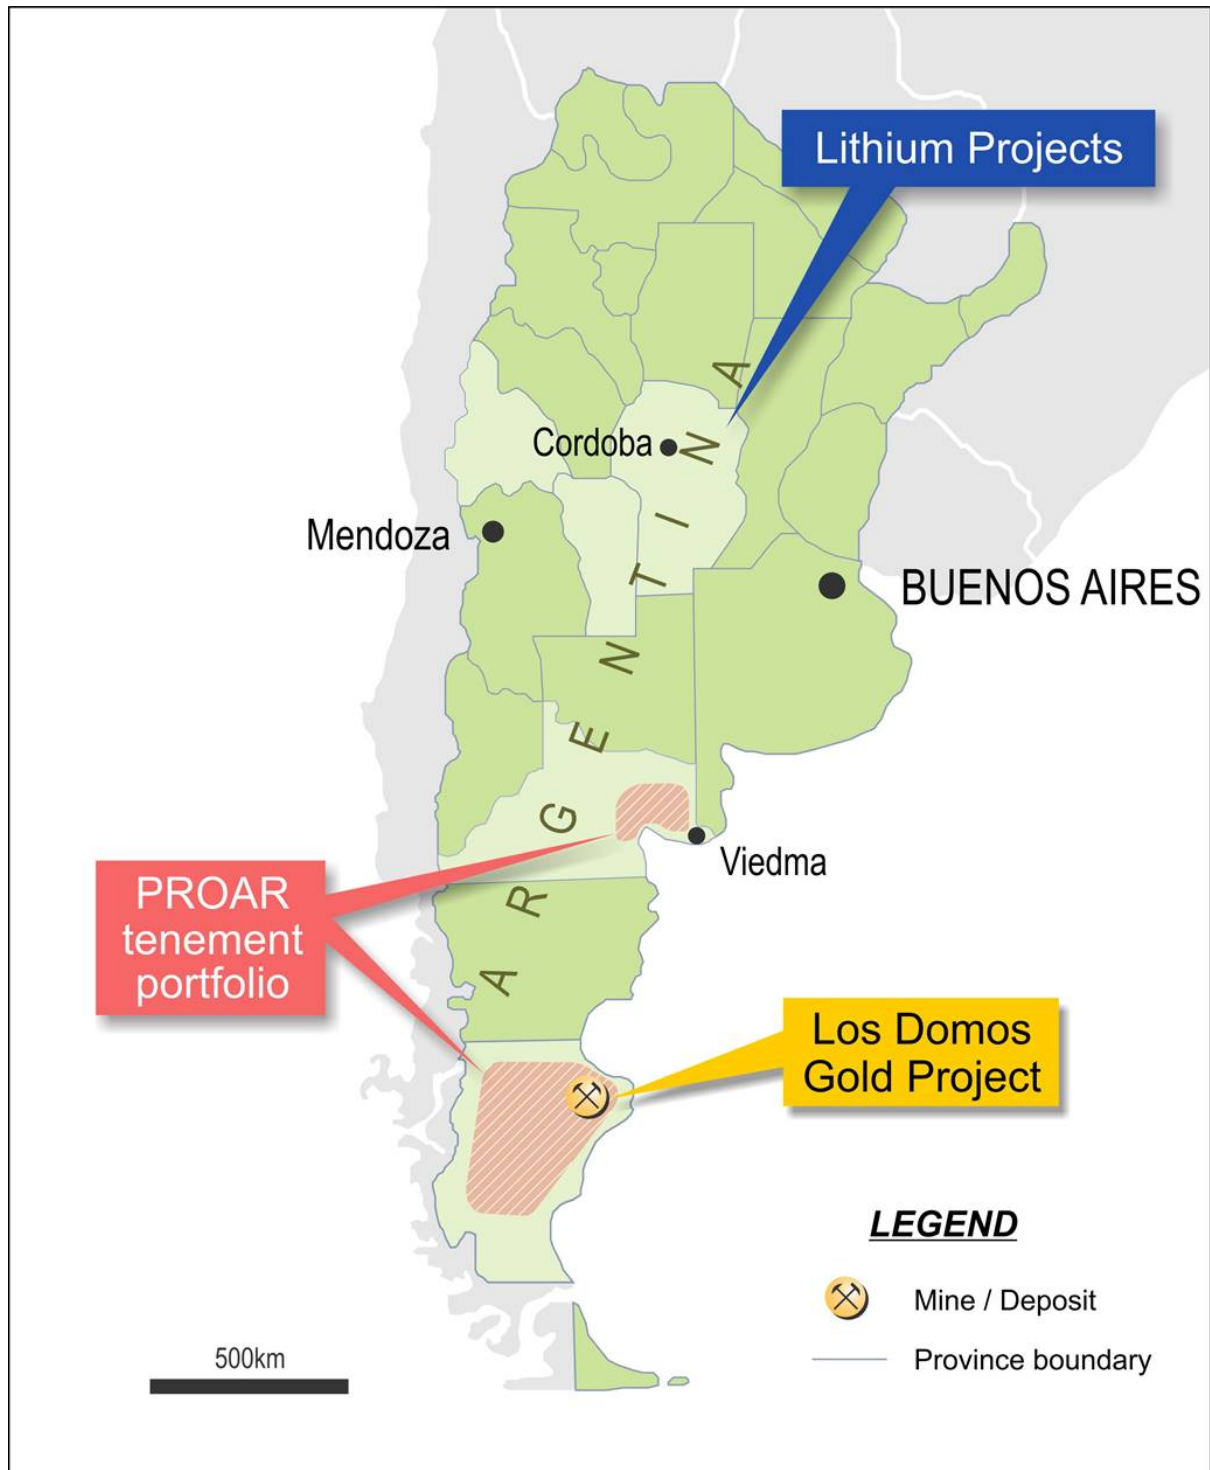 Lithium Projects
Cordoba
Mendoza
BUENOS AIRES
ARGENTINA
Viedma
PROAR
tenement
portfolio
Los Domos
Gold Project
LEGEND
Mine / Deposit
Province boundary
500km